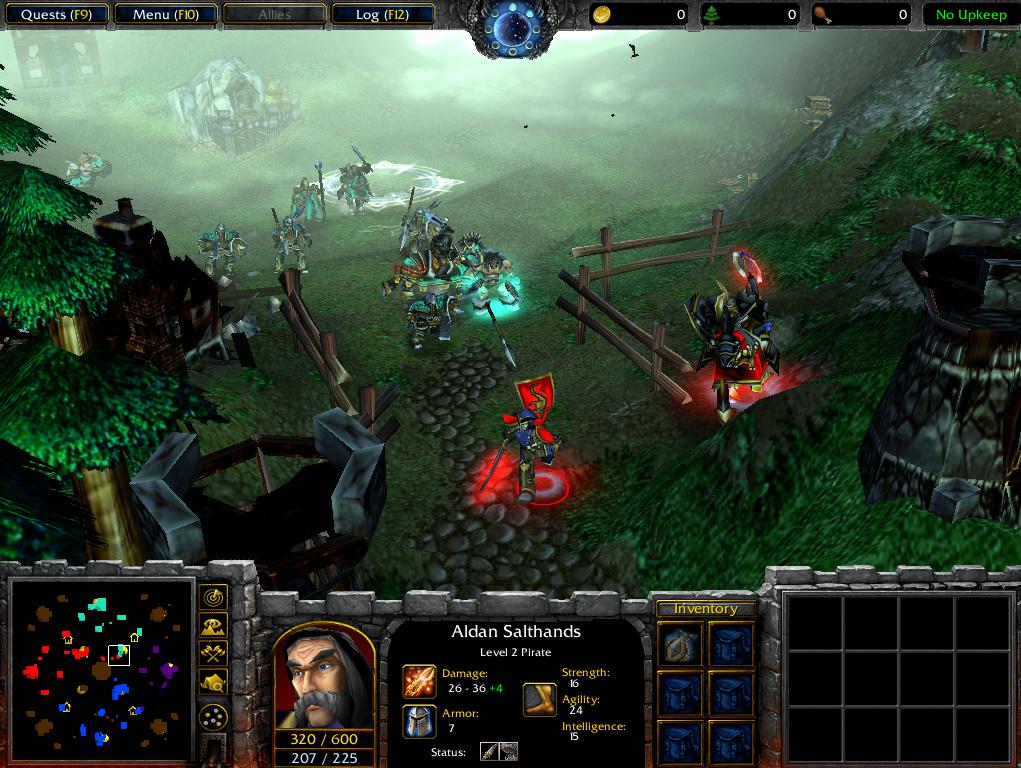 Quests (F9) Menu (F10) Allies Log (F12) 0 0 0 No Upkeep
Aldan Salthands
Level 2 Pirate
Damage:
26 - 36 +4
Armor:
7
Status:
Strength:
16
Agility:
24
Intelligence:
15
320 / 600
207 / 225
Inventory